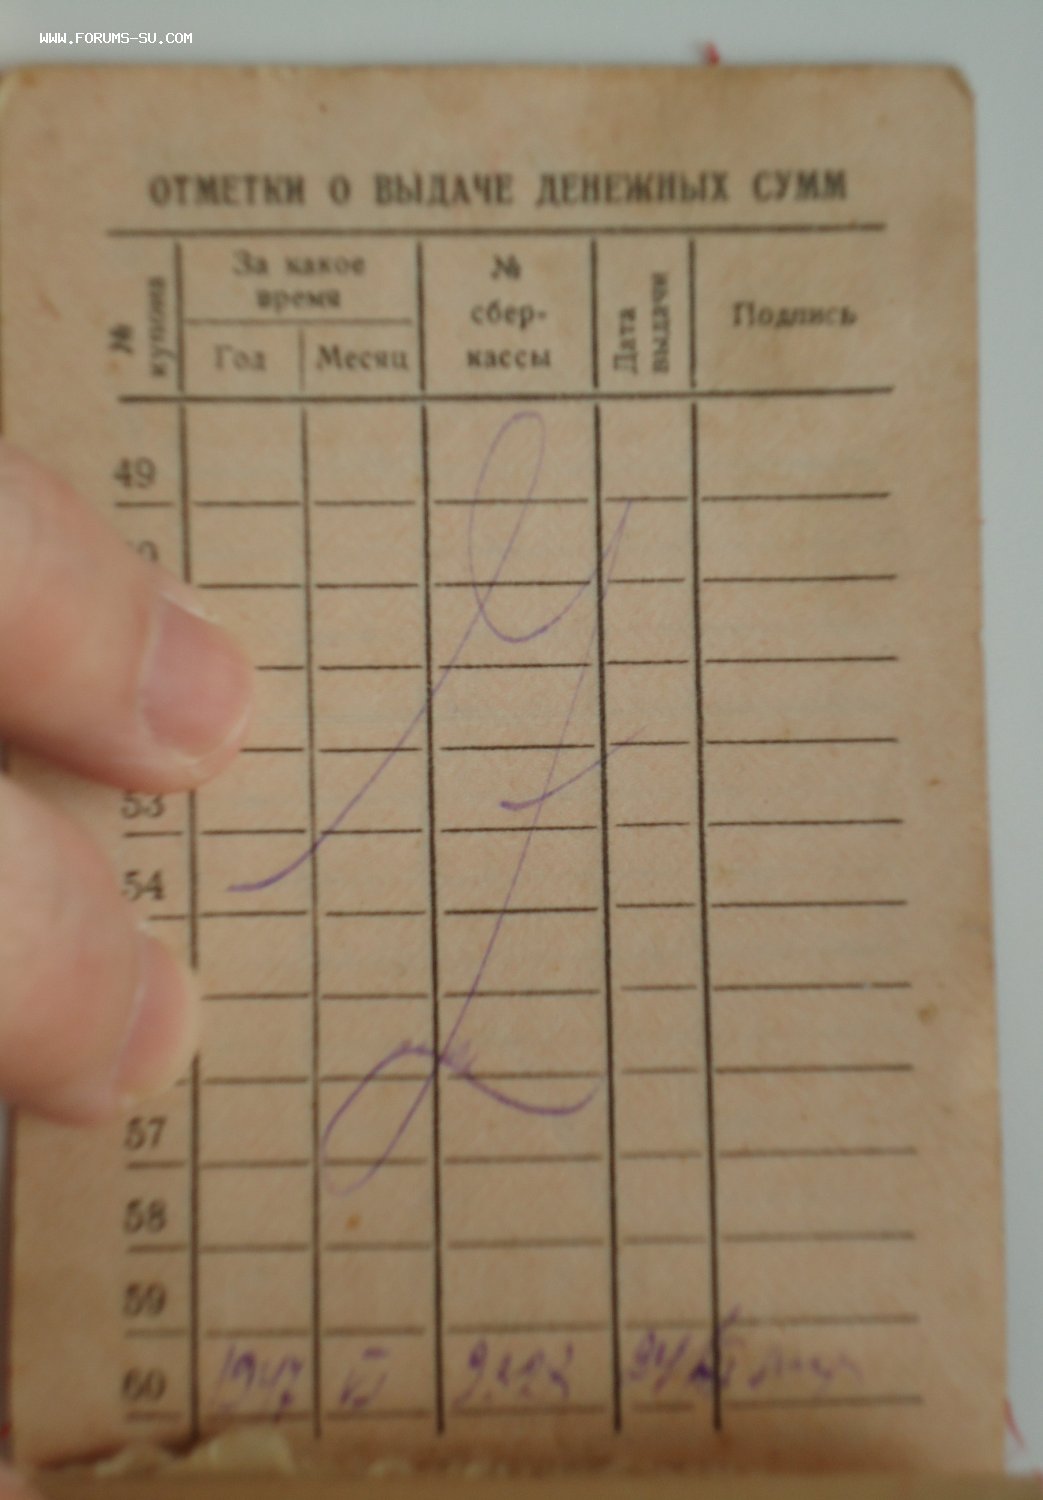 WWW.FORUMS-SU.COM
ОТМЕТКИ О ВЫДАЧЕ ДЕНЕЖНЫХ СУММ
№ купона
За какое время
Год
Месяц
№ сбер-
кассы
Дата выдачи
Подпись
49
53
54
57
58
59
60 1947